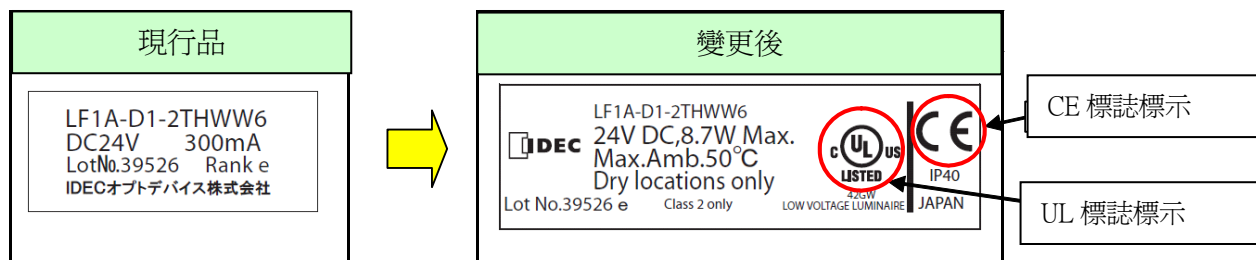 現行品
LF1A-D1-2THWW6
DC24V 300mA
Lot№.39526 Rank e
IDECオプトデバイス株式会社
變更後
LF1A-D1-2THWW6
IDEC
24V DC,8.7W Max.
Max.Amb.50℃
Dry locations only
Lot No.39526 e
Class 2 only
C UL US
LISTED
42GW
LOW VOLTAGE LUMINAIRE
CE
IP40
JAPAN
CE 標誌標示
UL 標誌標示